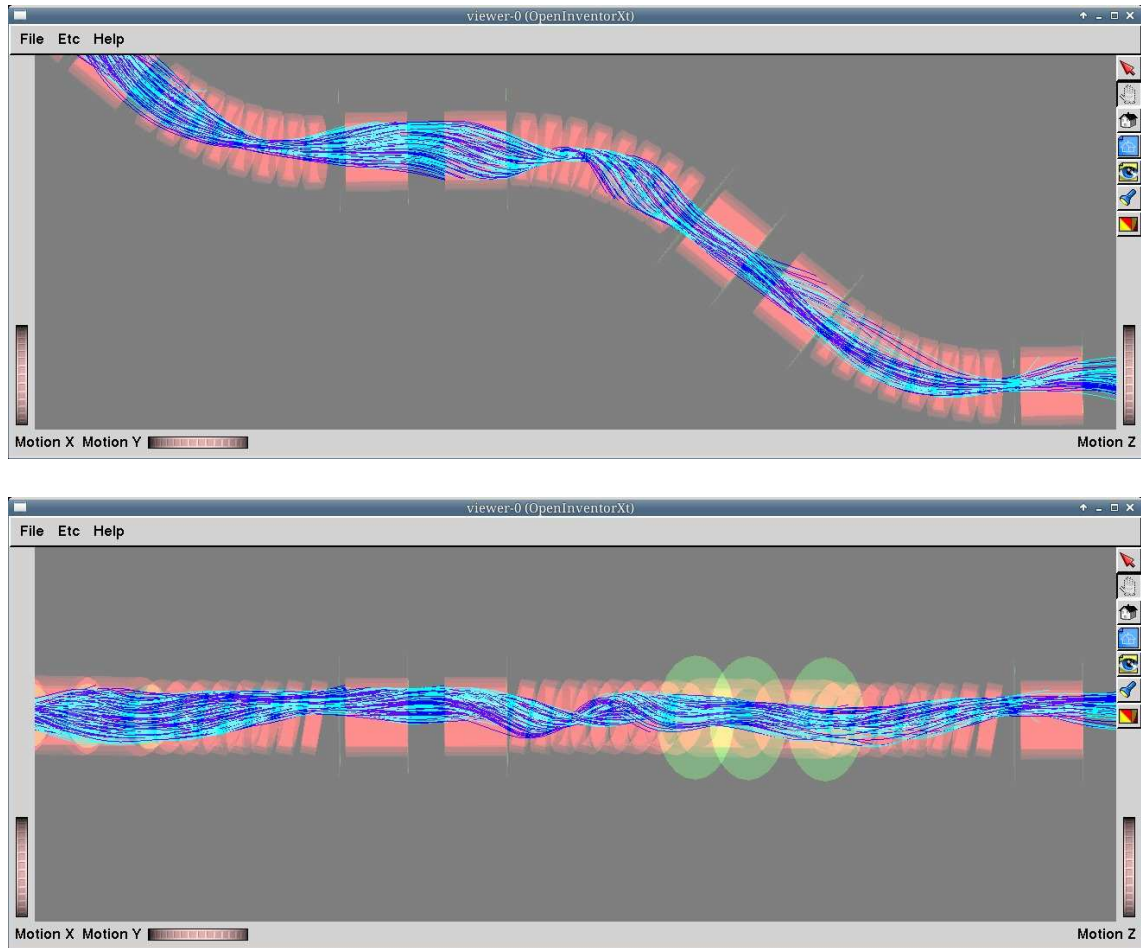 viewer-0 (OpenInventorXt)
File Etc Help
Motion X Motion Y Motion Z
viewer-0 (OpenInventorXt)
File Etc Help
Motion X Motion Y Motion Z